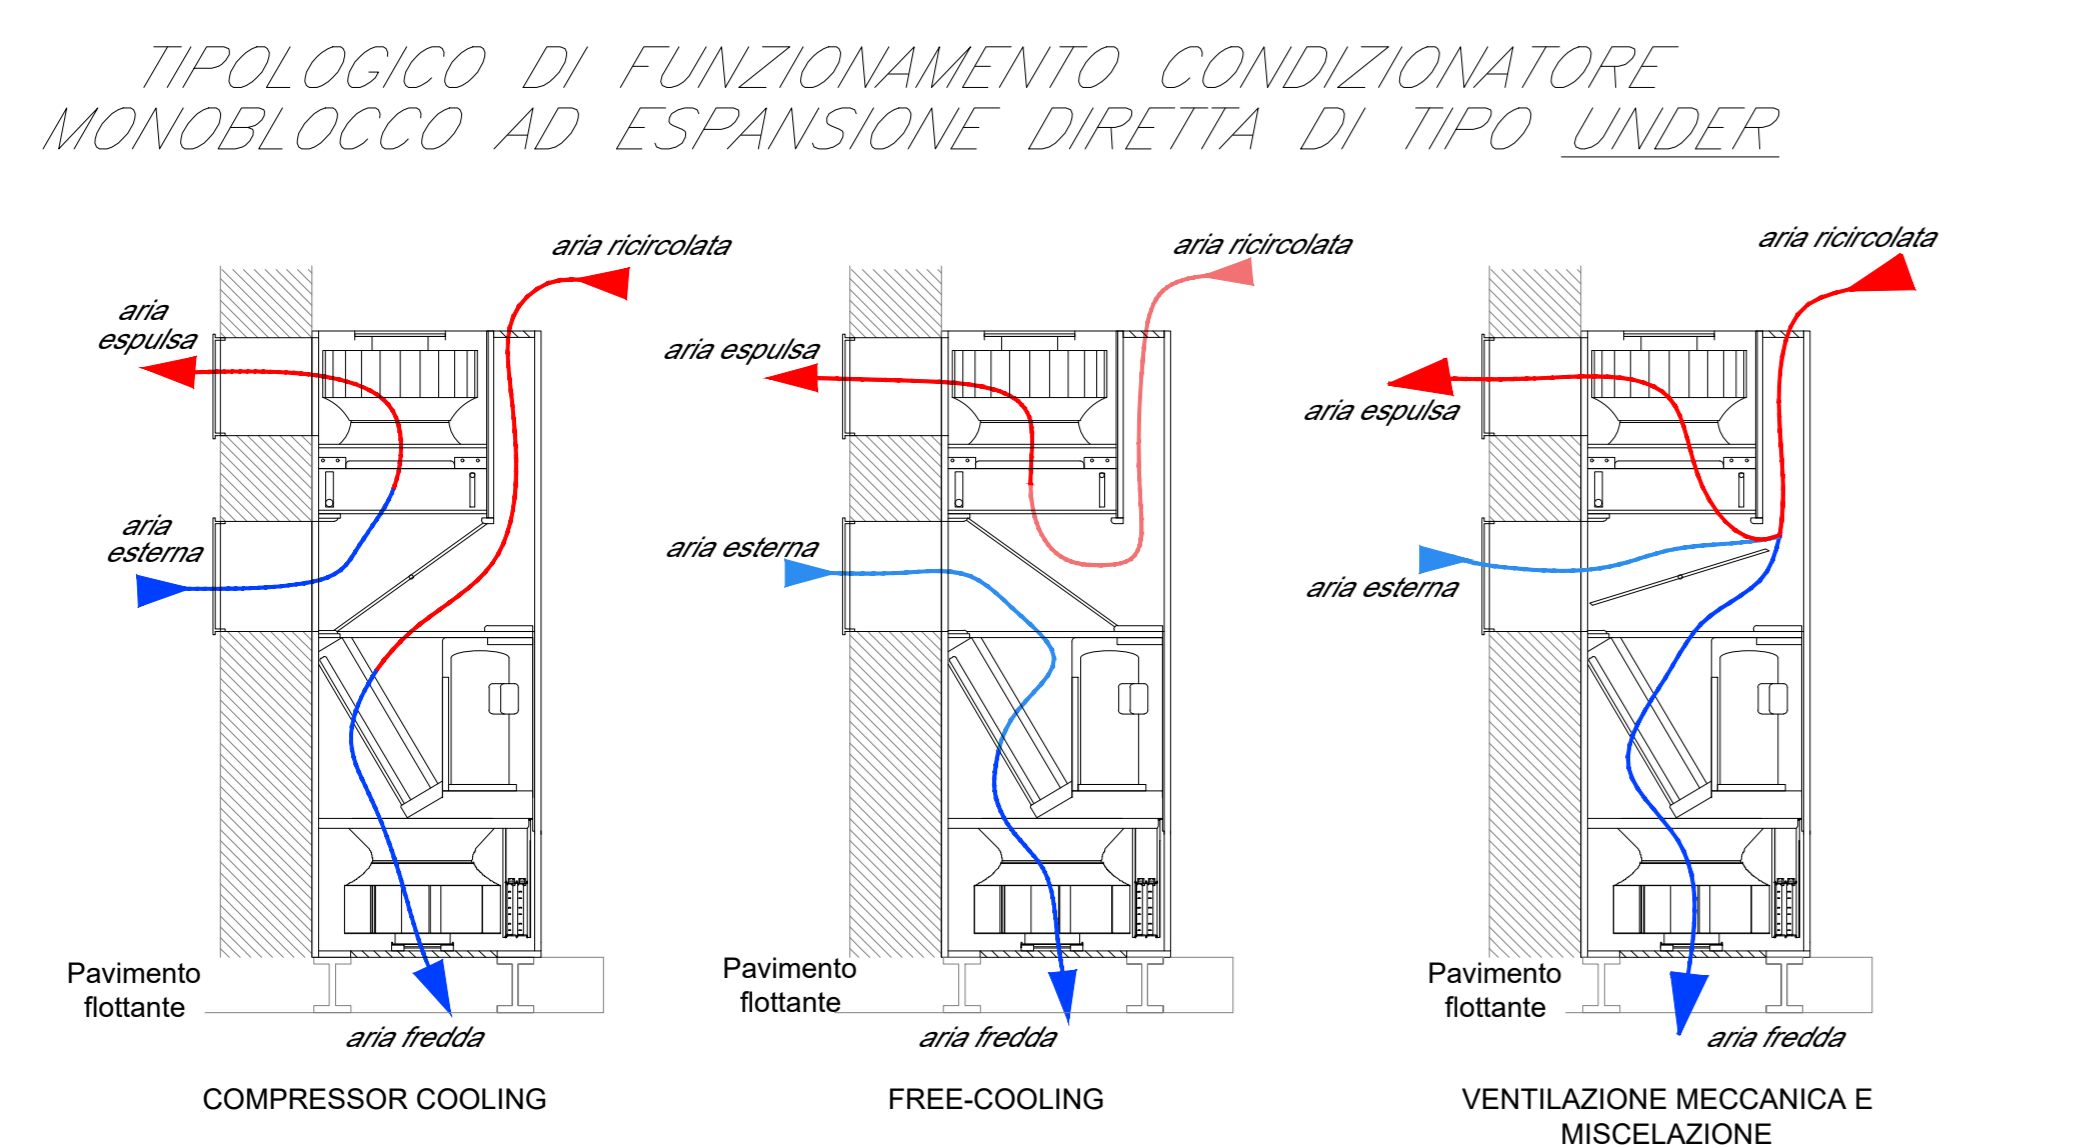 TIPOLOGICO DI FUNZIONAMENTO CONDIZIONATORE
MONOBLOCCO AD ESPANSIONE DIRETTA DI TIPO UNDER
aria ricircolata
aria
espulsa
aria
esterna
Pavimento
flottante
aria fredda
COMPRESSOR COOLING
aria ricircolata
aria espulsa
aria esterna
Pavimento
flottante
aria fredda
FREE-COOLING
aria ricircolata
aria espulsa
aria esterna
Pavimento
flottante
aria fredda
VENTILAZIONE MECCANICA E
MISCELAZIONE